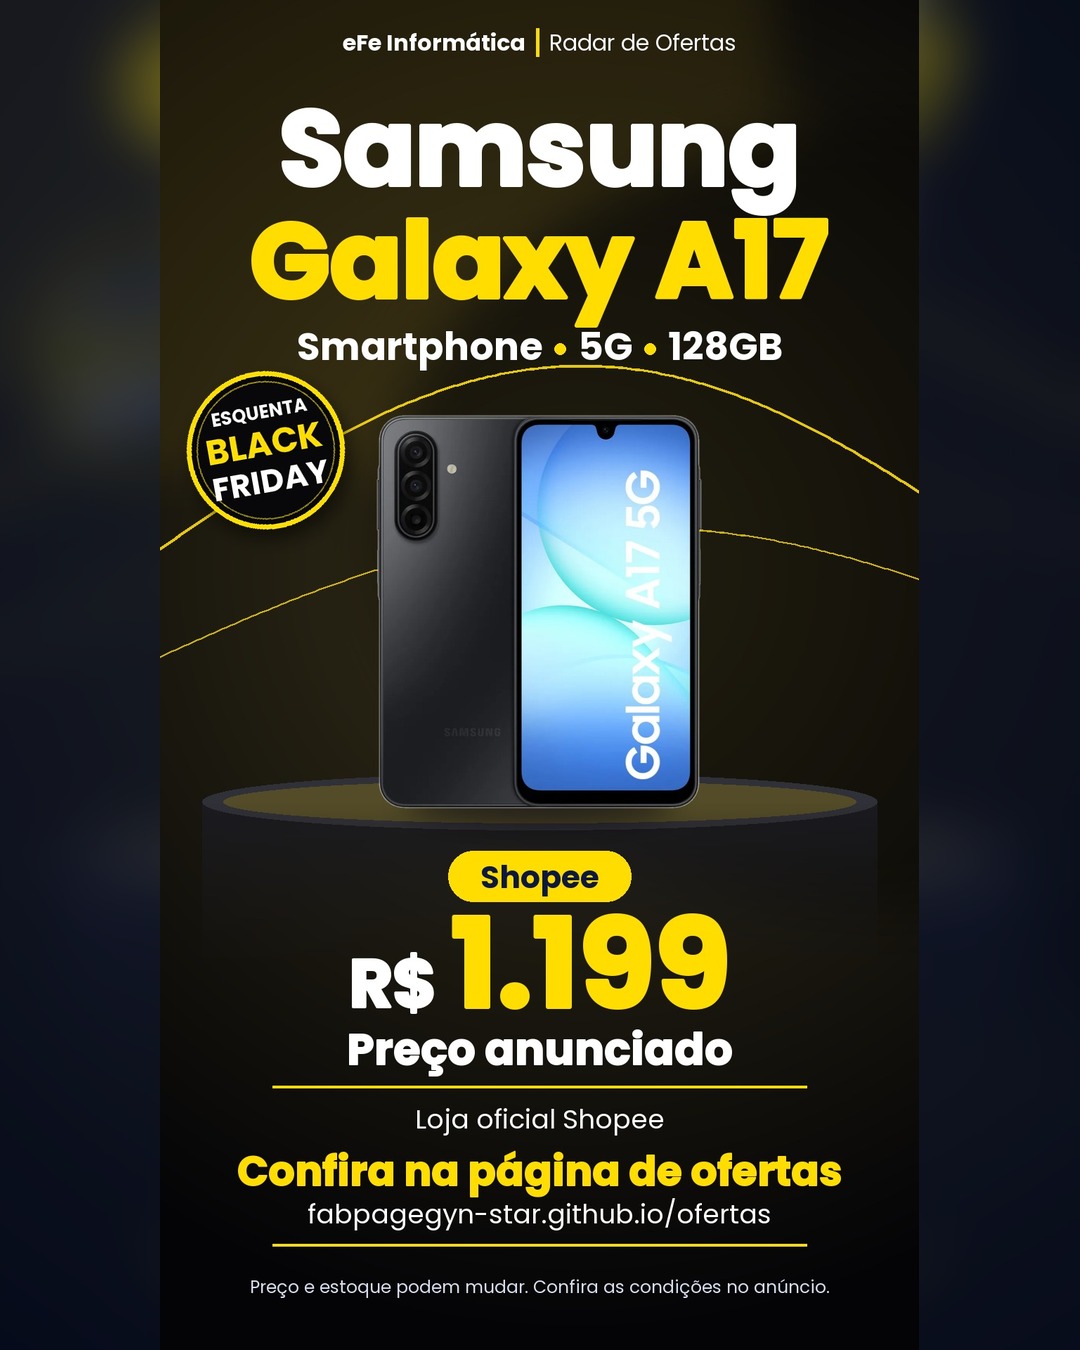 eFe Informática | Radar de Ofertas
Samsung
Galaxy A17
Smartphone • 5G • 128GB
ESQUENTA
BLACK
FRIDAY
Galaxy A17 5G
SAMSUNG
Shopee
R$ 1.199
Preço anunciado
Loja oficial Shopee
Confira na página de ofertas
fabpagegyn-star.github.io/ofertas
Preço e estoque podem mudar. Confira as condições no anúncio.